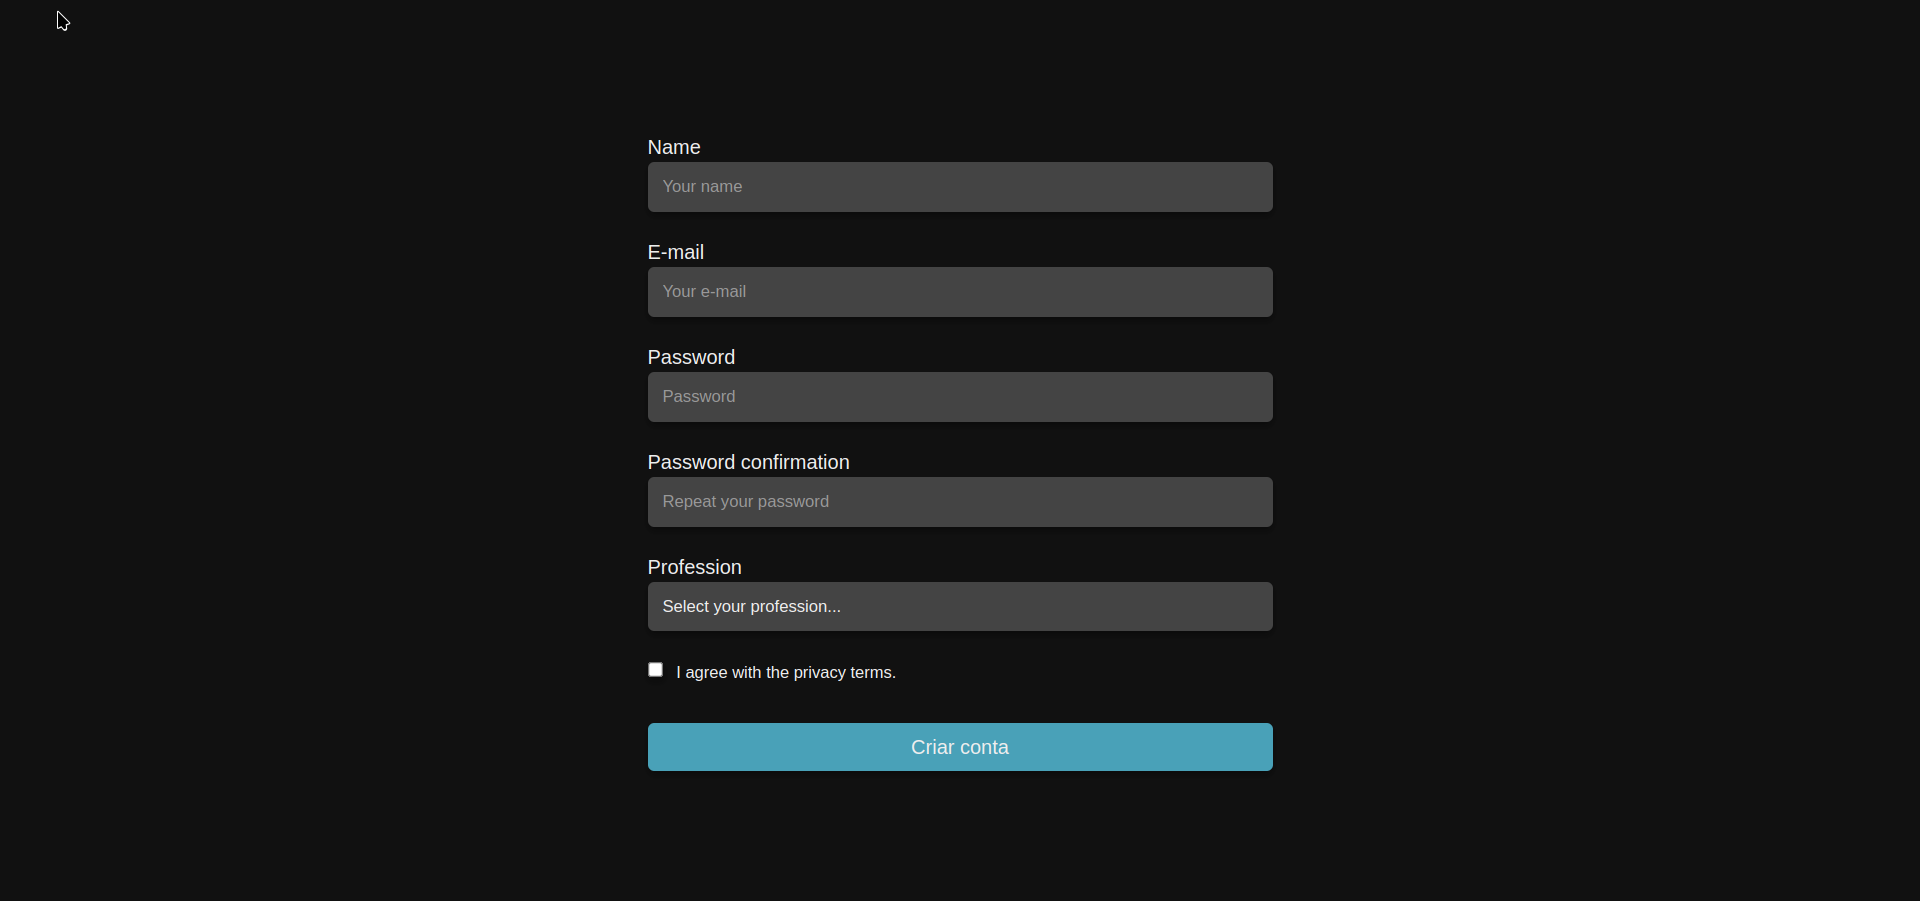 Name
Your name
E-mail
Your e-mail
Password
Password
Password confirmation
Repeat your password
Profession
Select your profession...
I agree with the privacy terms.
Criar conta